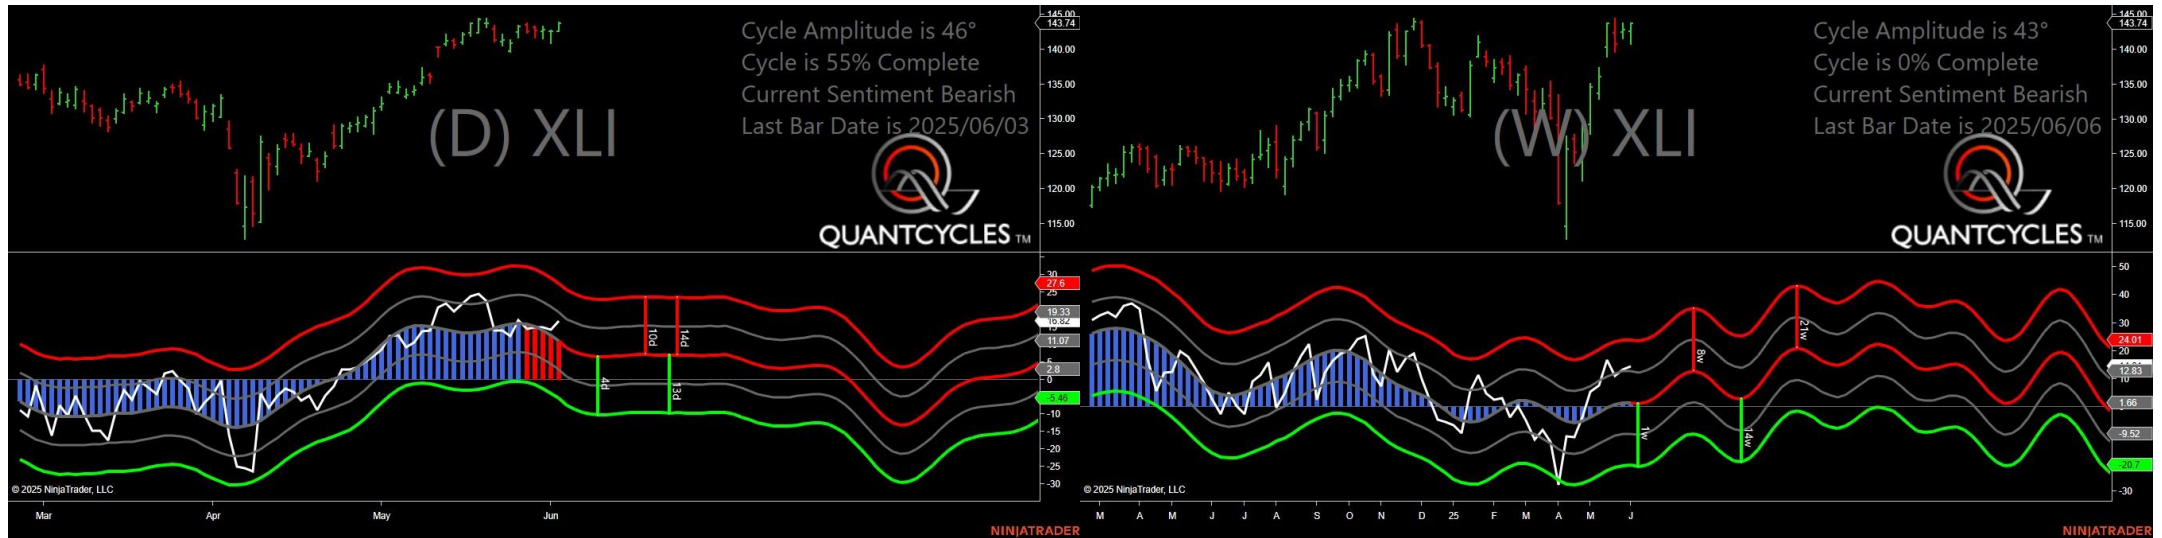 Cycle Amplitude is 46°
Cycle is 55% Complete
Current Sentiment Bearish
Last Bar Date is 2025/06/03
(D) XLI
QUANTCYCLES TM
145.00
143.74
140.00
135.00
130.00
125.00
120.00
115.00
30
27.6
25
19.33
16.82
15
11.07
5
2.8
0
-5.46
-10
-15
-20
-25
-30
10d
14d
4d
13d
© 2025 NinjaTrader, LLC
Mar Apr May Jun
NINJATRADER
Cycle Amplitude is 43°
Cycle is 0% Complete
Current Sentiment Bearish
Last Bar Date is 2025/06/06
(W) XLI
QUANTCYCLES TM
145.00
143.74
140.00
135.00
130.00
125.00
120.00
115.00
50
40
30
24.01
20
12.83
10
1.66
-9.52
-20.7
-30
8w
21w
1w
14w
© 2025 NinjaTrader, LLC
M A M J J A S O N D 25 F M A M J
NINJATRADER